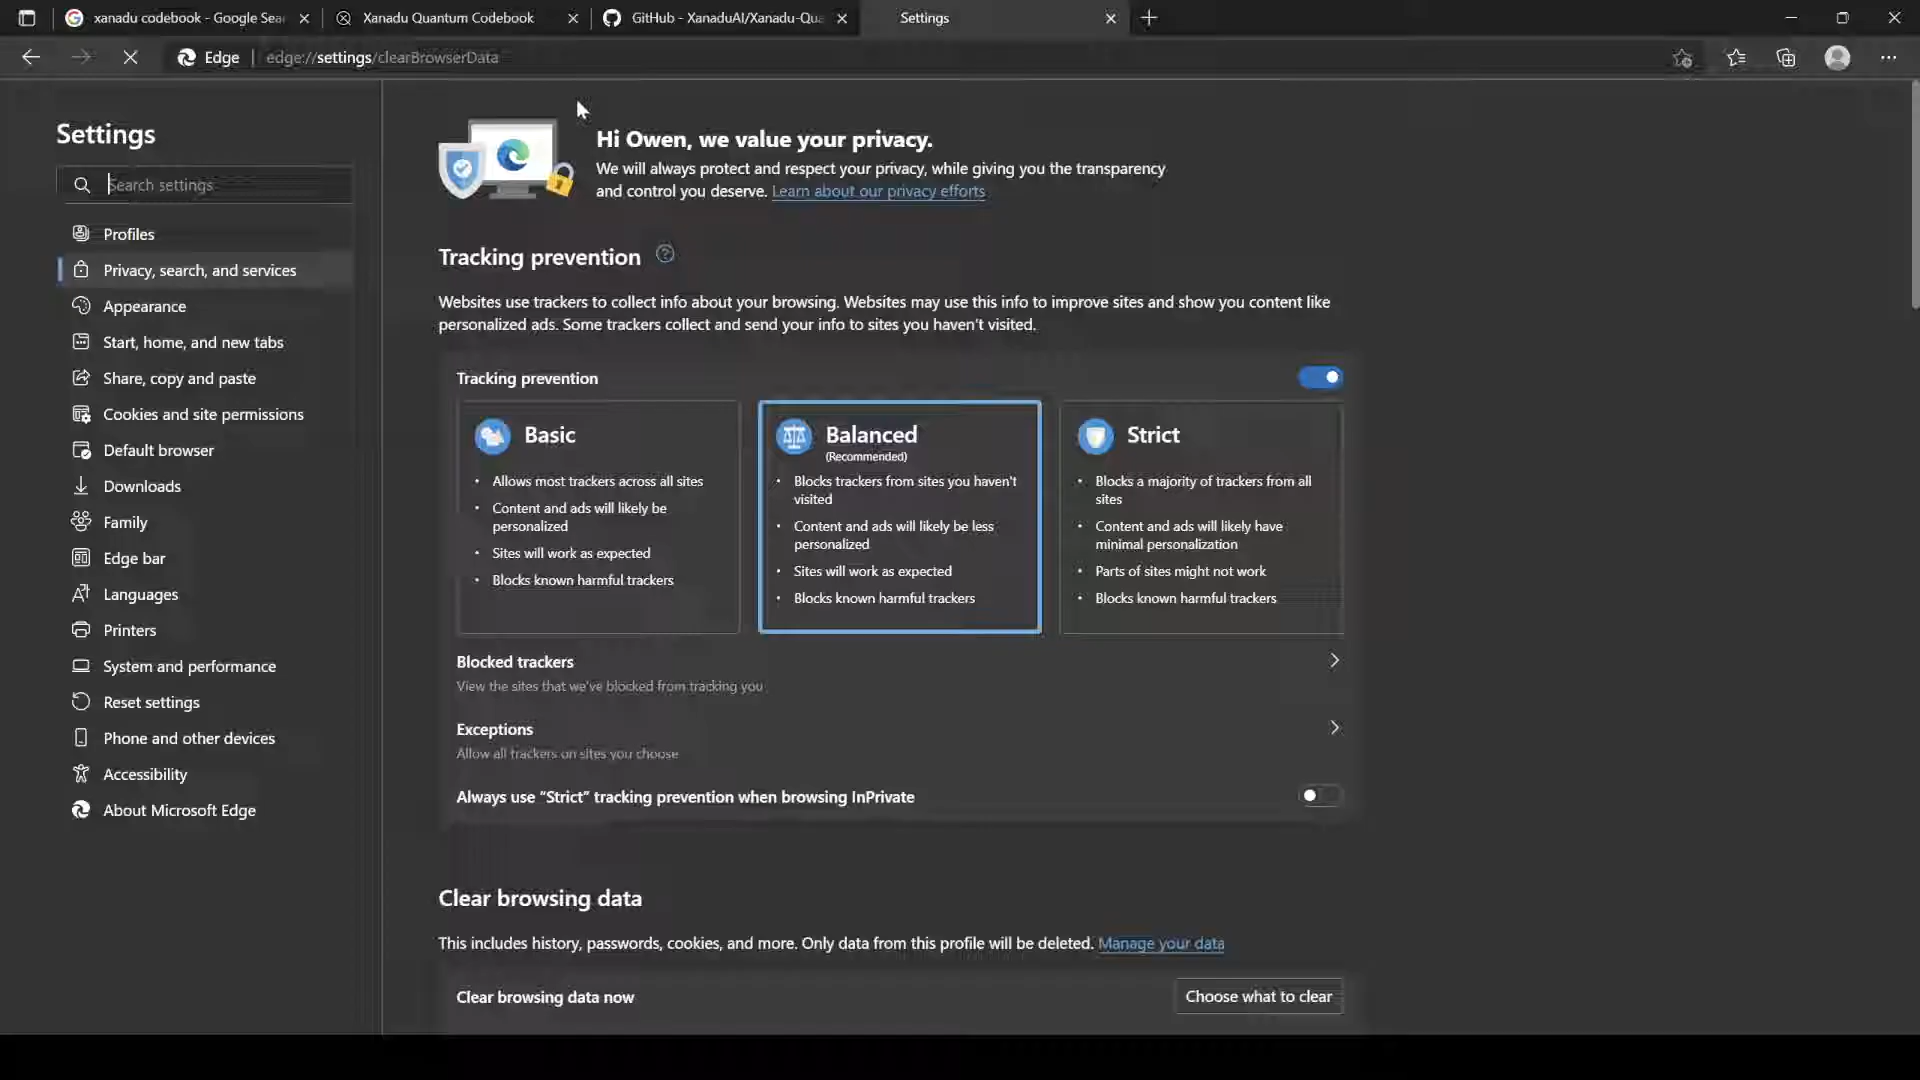 xanadu codebook - Google Sea
Xanadu Quantum Codebook
GitHub - XanaduAI/Xanadu-Qua
Settings
Edge
edge://settings/clearBrowserData
Settings
Search settings
Profiles
Privacy, search, and services
Appearance
Start, home, and new tabs
Share, copy and paste
Cookies and site permissions
Default browser
Downloads
Family
Edge bar
Languages
Printers
System and performance
Reset settings
Phone and other devices
Accessibility
About Microsoft Edge
Hi Owen, we value your privacy.
We will always protect and respect your privacy, while giving you the transparency
and control you deserve. Learn about our privacy efforts
Tracking prevention
Websites use trackers to collect info about your browsing. Websites may use this info to improve sites and show you content like
personalized ads. Some trackers collect and send your info to sites you haven't visited.
Tracking prevention
Basic
• Allows most trackers across all sites
• Content and ads will likely be
personalized
• Sites will work as expected
• Blocks known harmful trackers
Balanced
(Recommended)
• Blocks trackers from sites you haven't
visited
• Content and ads will likely be less
personalized
• Sites will work as expected
• Blocks known harmful trackers
Strict
• Blocks a majority of trackers from all
sites
• Content and ads will likely have
minimal personalization
• Parts of sites might not work
• Blocks known harmful trackers
Blocked trackers
View the sites that we've blocked from tracking you
Exceptions
Allow all trackers on sites you choose
Always use “Strict” tracking prevention when browsing InPrivate
Clear browsing data
This includes history, passwords, cookies, and more. Only data from this profile will be deleted. Manage your data
Clear browsing data now
Choose what to clear